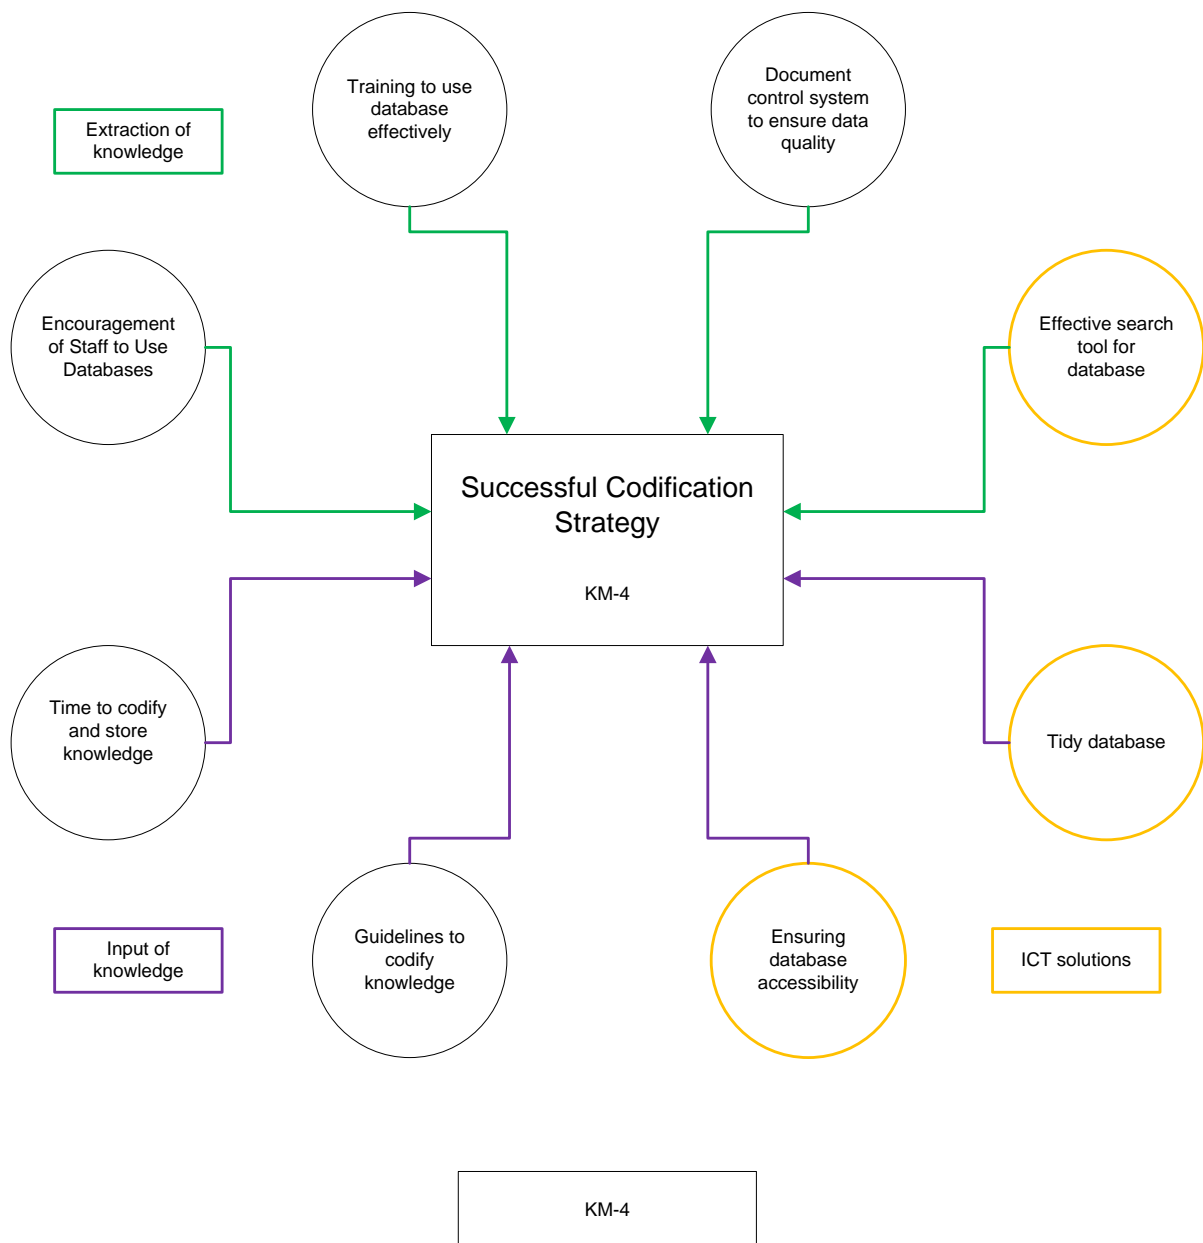 Training to use
database
effectively
Document
control system
to ensure data
quality
Extraction of
knowledge
Encouragement
of Staff to Use
Databases
Effective search
tool for
database
Successful Codification
Strategy
KM-4
Time to codify
and store
knowledge
Tidy database
Input of
knowledge
Guidelines to
codify
knowledge
Ensuring
database
accessibility
ICT solutions
KM-4